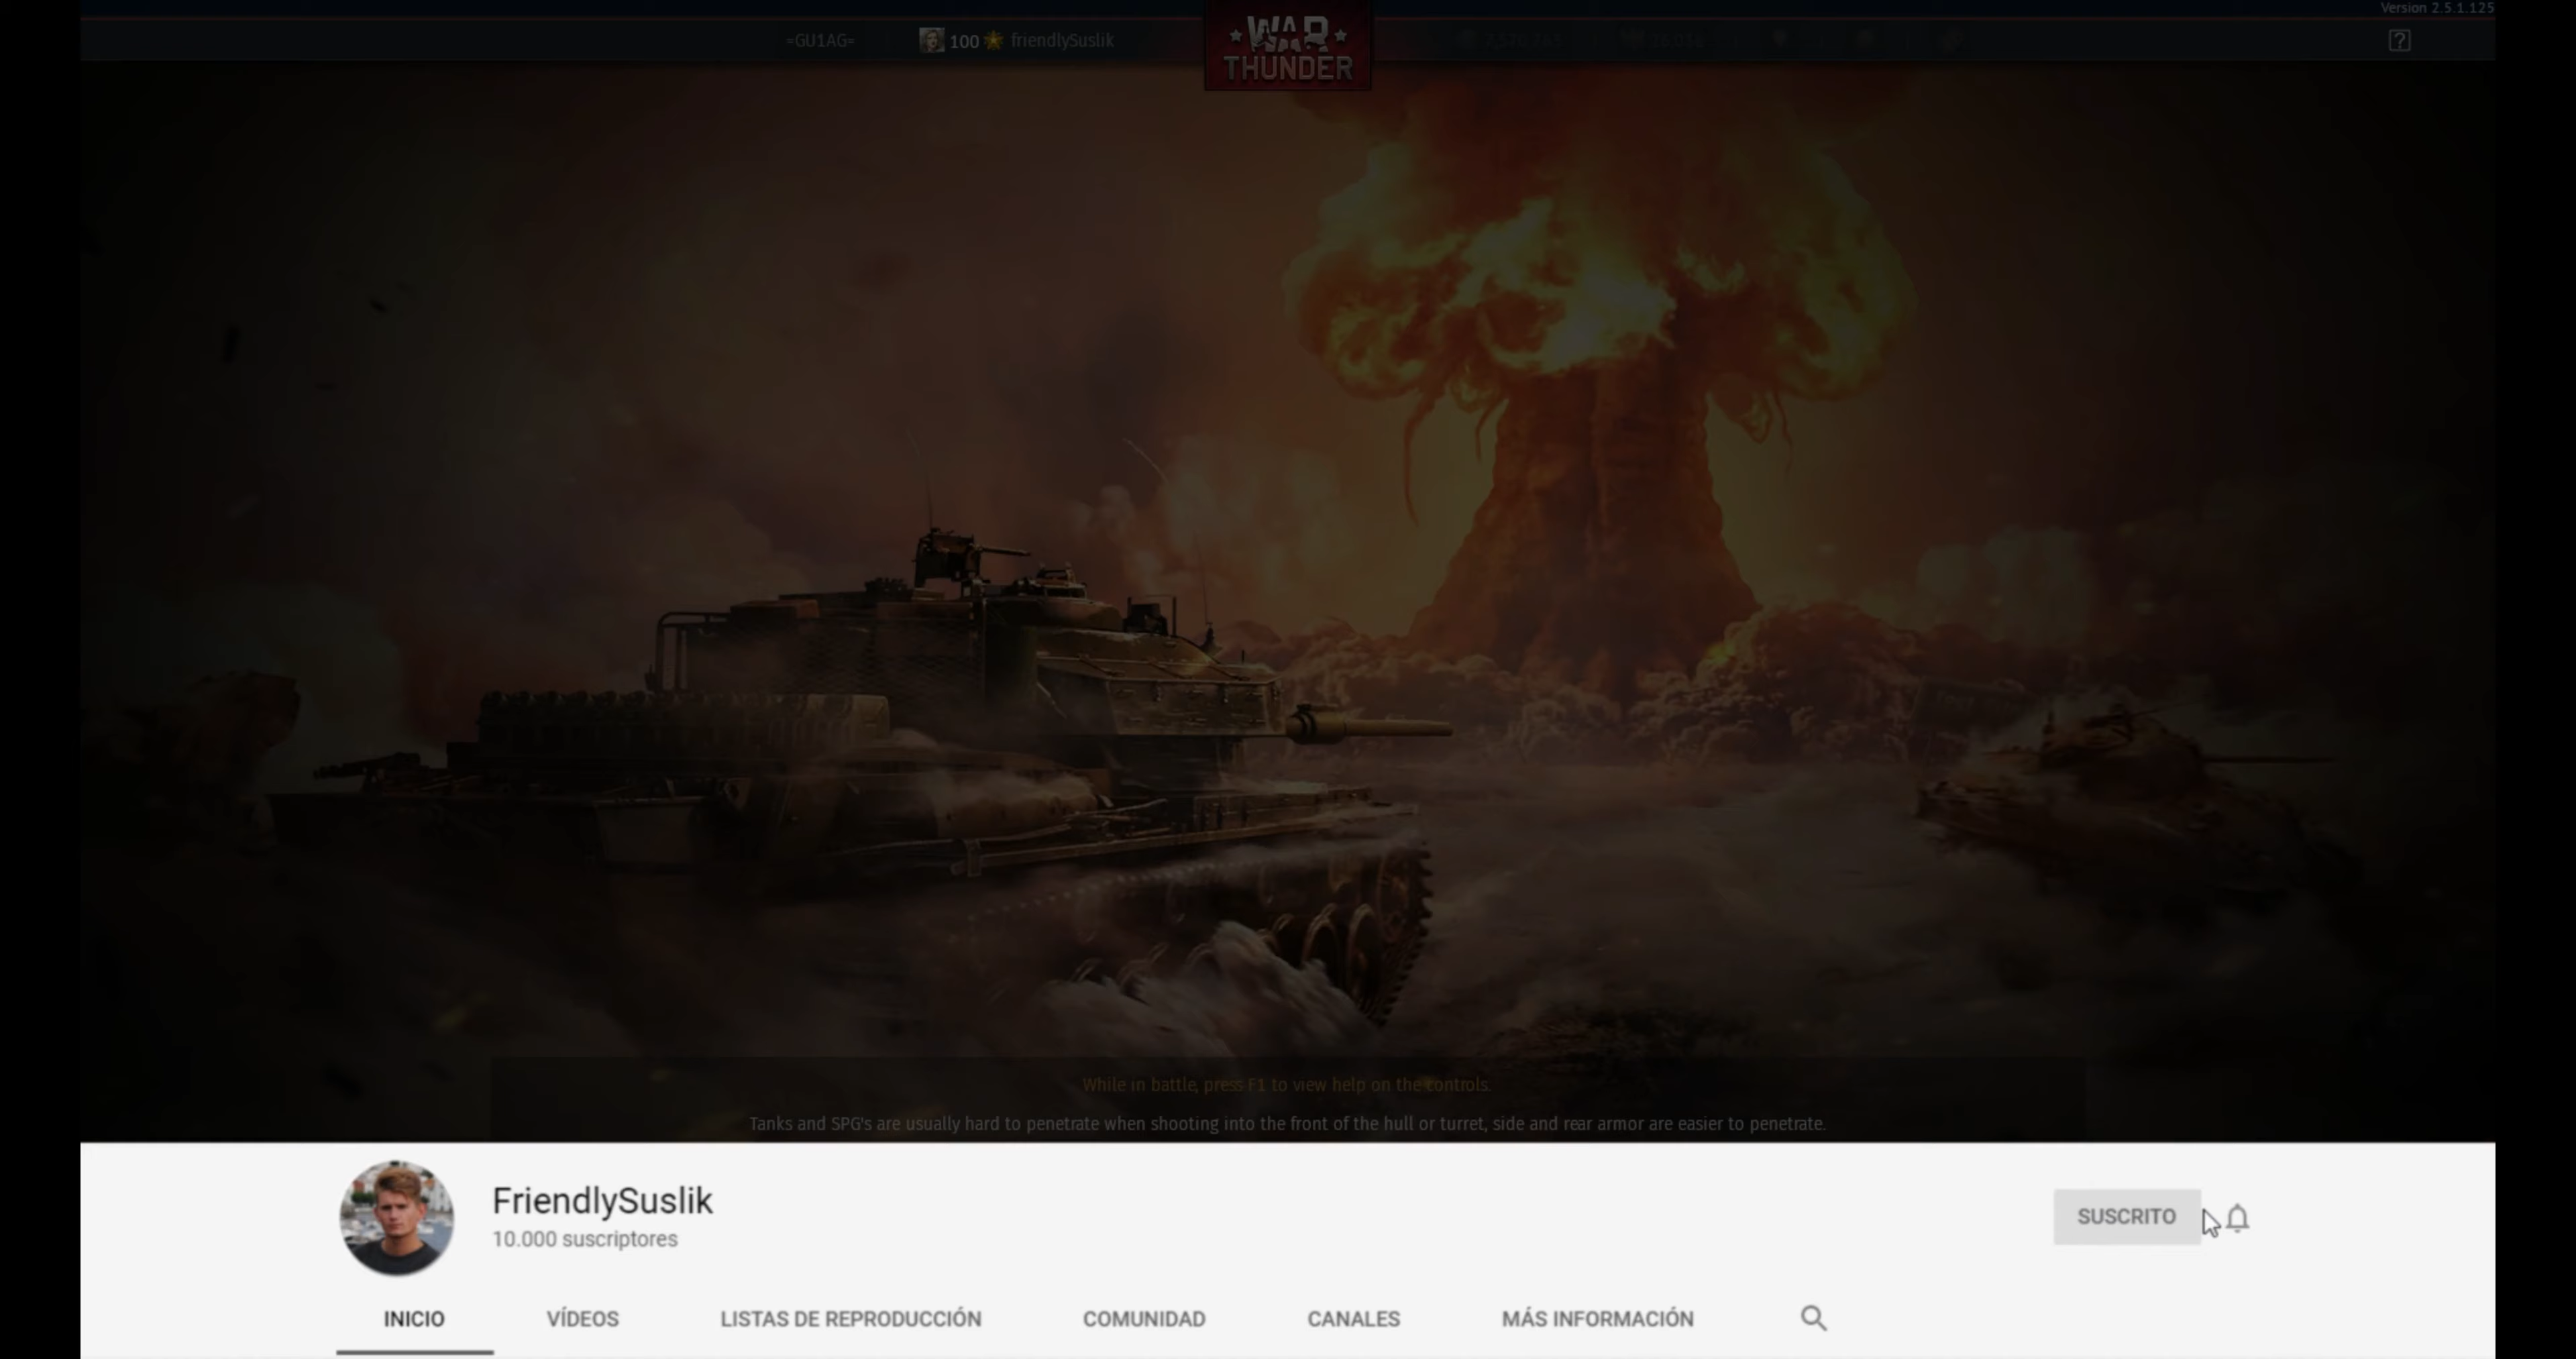 Version 2.5.1.125
=GU1AG=
100 friendlySuslik
WAR
THUNDER
While in battle, press F1 to view help on the controls.
Tanks and SPG's are usually hard to penetrate when shooting into the front of the hull or turret, side and rear armor are easier to penetrate.
FriendlySuslik
10.000 suscriptores
SUSCRITO
INICIO
VÍDEOS
LISTAS DE REPRODUCCIÓN
COMUNIDAD
CANALES
MÁS INFORMACIÓN